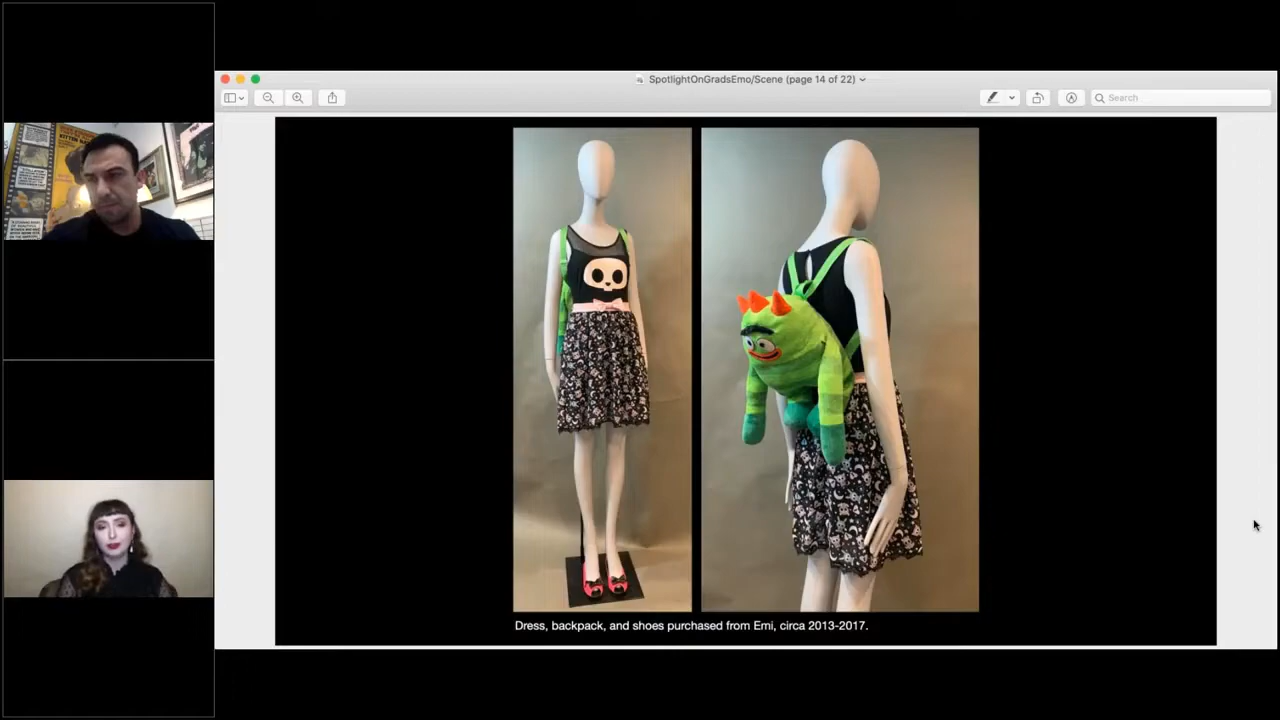 SpotlightOnGradsEmo/Scene (page 14 of 22)
Search
Dress, backpack, and shoes purchased from Emi, circa 2013-2017.